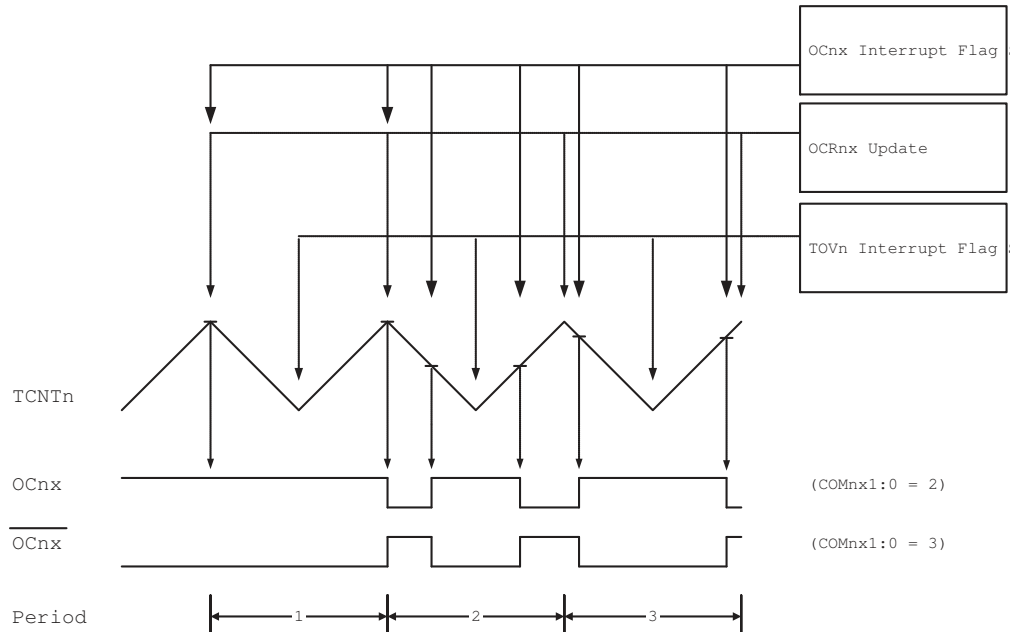 OCnx Interrupt Flag
OCRnx Update
TOVn Interrupt Flag
TCNTn
OCnx
(COMnx1:0 = 2)
OCnx
(COMnx1:0 = 3)
Period
1
2
3